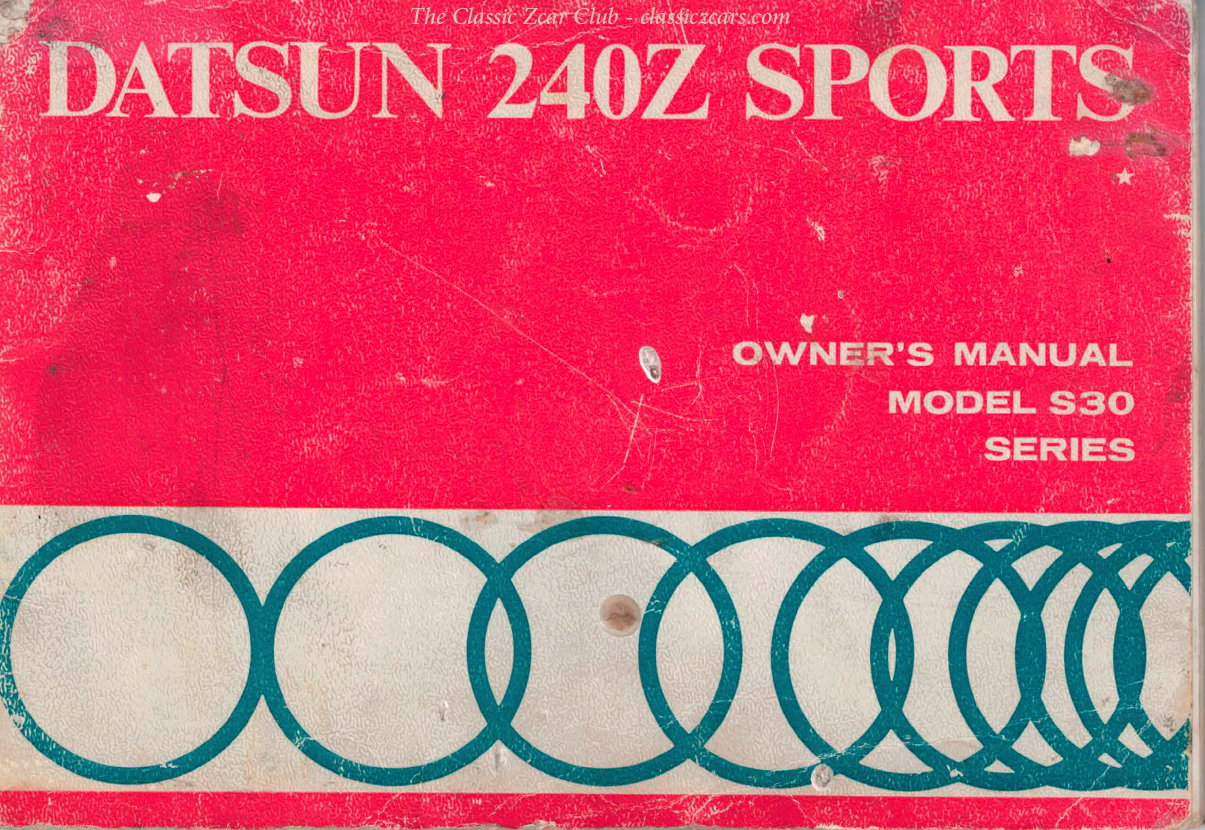 The Classic Zcar Club - classiczcars.com
DATSUN 240Z SPORTS
OWNER'S MANUAL
MODEL S30
SERIES